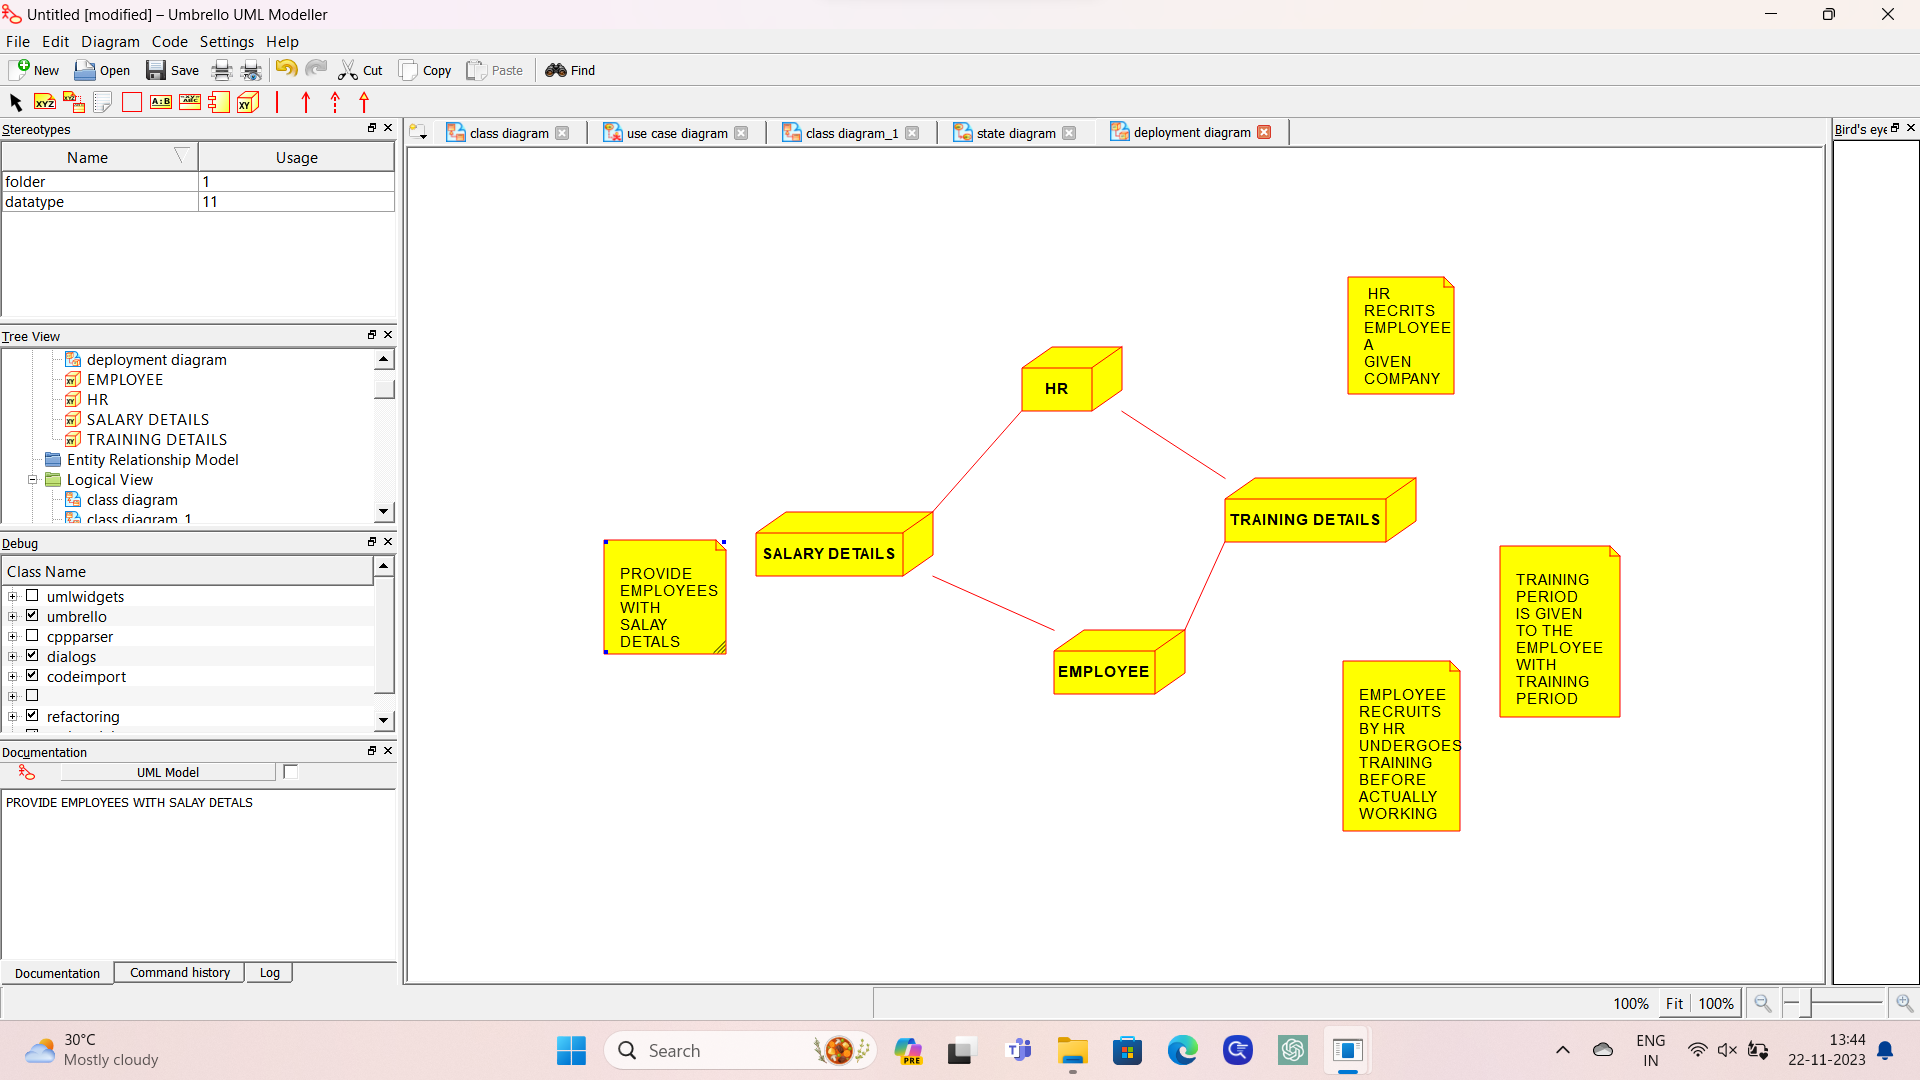 Untitled [modified] – Umbrello UML Modeller
File Edit Diagram Code Settings Help
New Open Save Cut Copy Paste Find
XYZ XYZ A:B ABC XY
Stereotypes
Name Usage
folder 1
datatype 11
Tree View
deployment diagram
EMPLOYEE
HR
SALARY DETAILS
TRAINING DETAILS
Entity Relationship Model
Logical View
class diagram
class diagram_1
Debug
Class Name
umlwidgets
umbrello
cppparser
dialogs
codeimport
refactoring
Documentation
UML Model
PROVIDE EMPLOYEES WITH SALAY DETALS
Documentation Command history Log
class diagram use case diagram class diagram_1 state diagram deployment diagram
Bird's eye
HR
RECRITS
EMPLOYEE
A
GIVEN
COMPANY
HR
TRAINING DETAILS
SALARY DETAILS
PROVIDE
EMPLOYEES
WITH
SALAY
DETALS
EMPLOYEE
TRAINING
PERIOD
IS GIVEN
TO THE
EMPLOYEE
WITH
TRAINING
PERIOD
EMPLOYEE
RECRUITS
BY HR
UNDERGOES
TRAINING
BEFORE
ACTUALLY
WORKING
100% Fit 100%
30°C
Mostly cloudy
Search
PRE
ENG
IN
13:44
22-11-2023